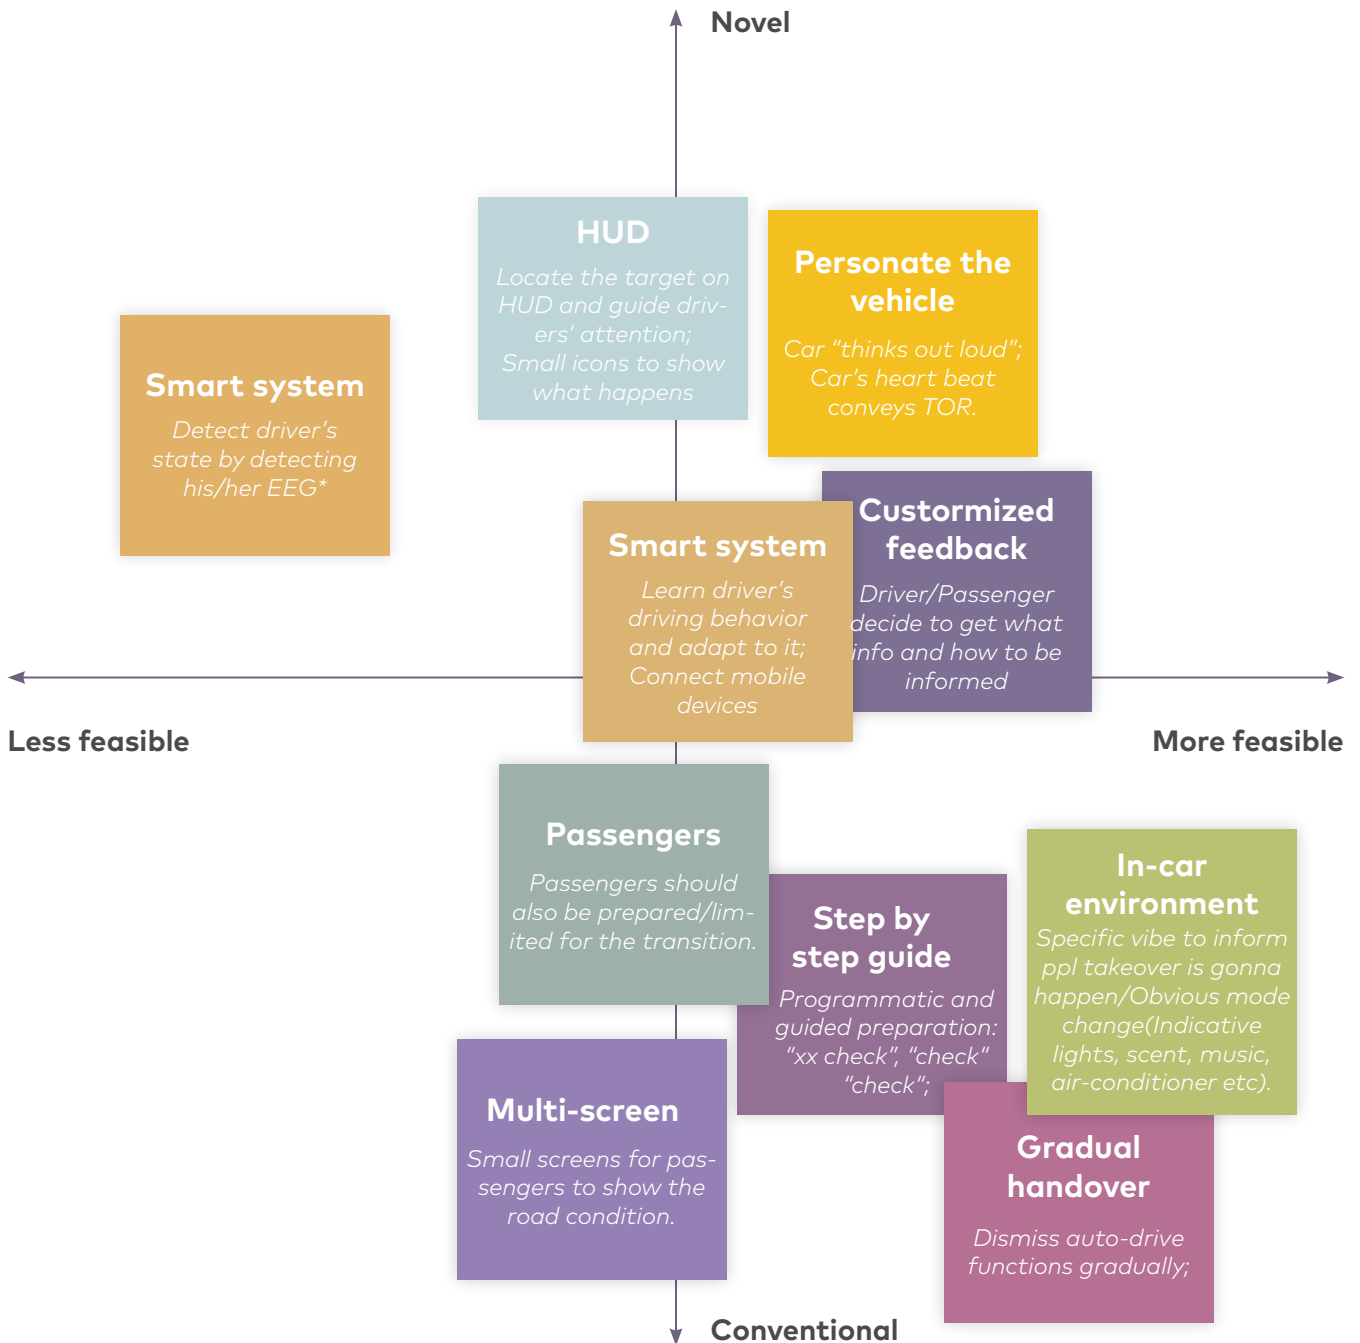 Novel
HUD
Locate the target on
HUD and guide driv-
ers’ attention;
Small icons to show
what happens
Personate the
vehicle
Car “thinks out loud”;
Car’s heart beat
conveys TOR.
Smart system
Detect driver’s
state by detecting
his/her EEG*
Smart system
Learn driver’s
driving behavior
and adapt to it;
Connect mobile
devices
Custormized
feedback
Driver/Passenger
decide to get what
info and how to be
informed
Less feasible
More feasible
Passengers
Passengers should
also be prepared/lim-
ited for the transition.
Step by
step guide
Programmatic and
guided preparation:
“xx check”, “check“
“check”;
In-car
environment
Specific vibe to inform
ppl takeover is gonna
happen/Obvious mode
change(Indicative
lights, scent, music,
air-conditioner etc).
Multi-screen
Small screens for pas-
sengers to show the
road condition.
Gradual
handover
Dismiss auto-drive
functions gradually;
Conventional